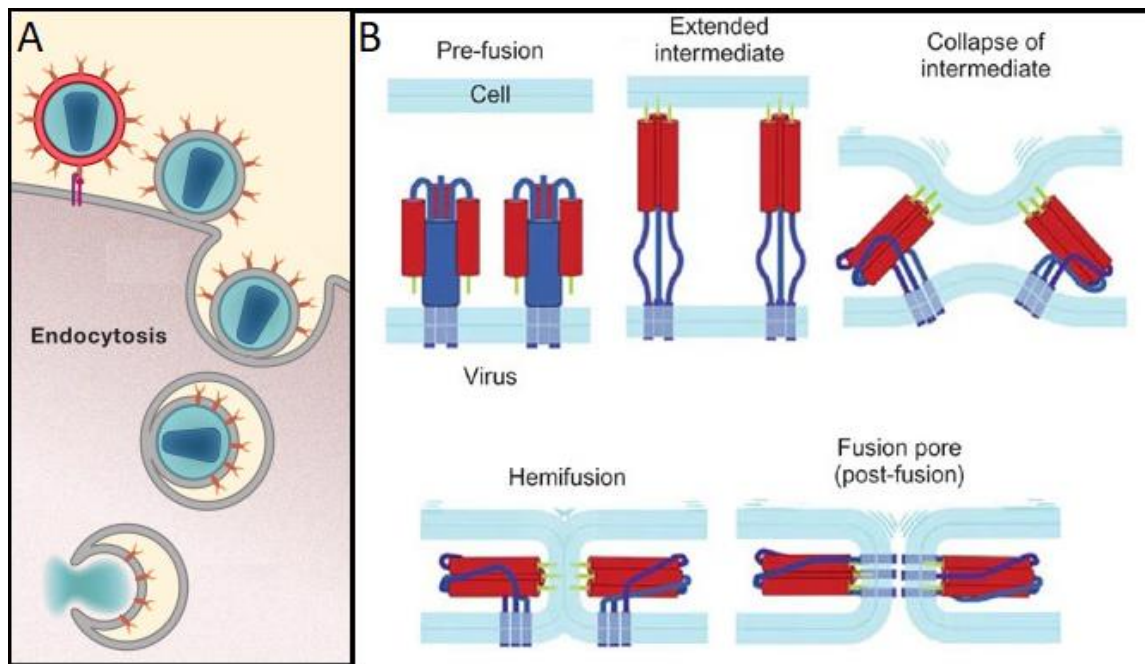 A
Endocytosis
B
Pre-fusion
Cell
Virus
Extended
intermediate
Collapse of
intermediate
Hemifusion
Fusion pore
(post-fusion)